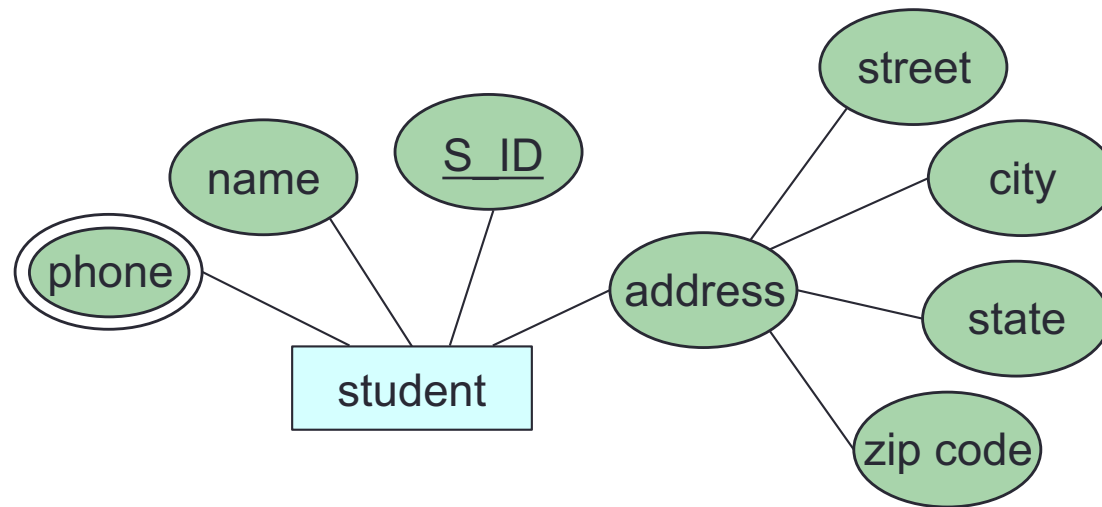 street
S_ID
name
city
phone
address
state
student
zip code